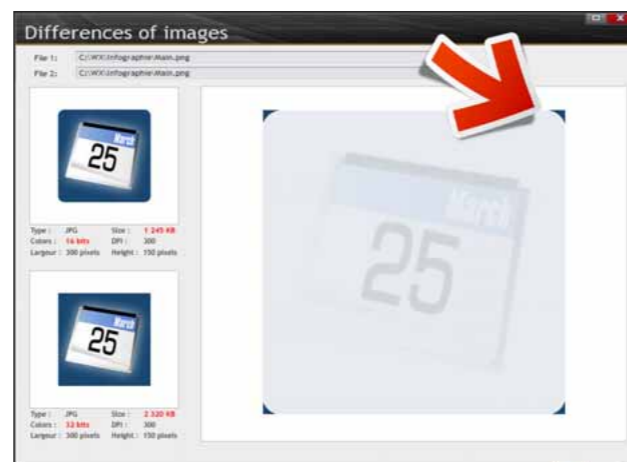 Differences of images
File 1: C:\WX\Infographie\Main.png
File 2: C:\WX\Infographie\Main.png
March
25
Type : JPG Size : 1 245 KB
Colors : 16 bits DPI : 300
Largeur : 300 pixels Height : 150 pixels
March
25
Type : JPG Size : 2 320 KB
Colors : 32 bits DPI : 300
Largeur : 300 pixels Height : 150 pixels
March
25